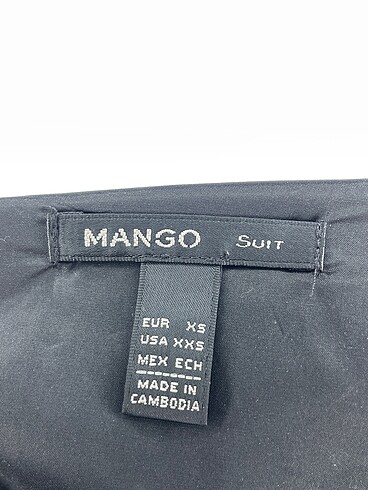 MANGO SUIT
EUR XS
USA XXS
MEX ECH
MADE IN
CAMBODIA